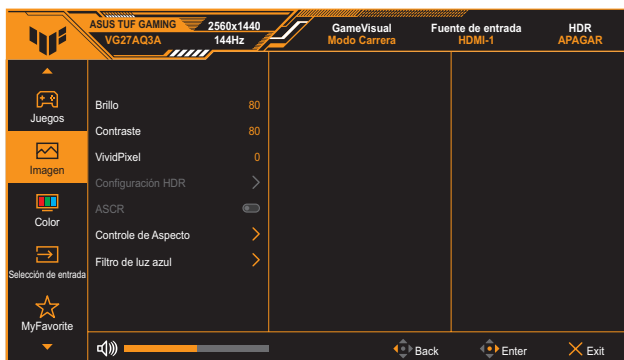 ASUS TUF GAMING
VG27AQ3A
2560x1440
144Hz
GameVisual
Modo Carrera
Fuente de entrada
HDMI-1
HDR
APAGAR
Juegos
Imagen
Color
Selección de entrada
MyFavorite
Brillo 80
Contraste 80
VividPixel 0
Configuración HDR
ASCR
Controle de Aspecto
Filtro de luz azul
Back
Enter
Exit